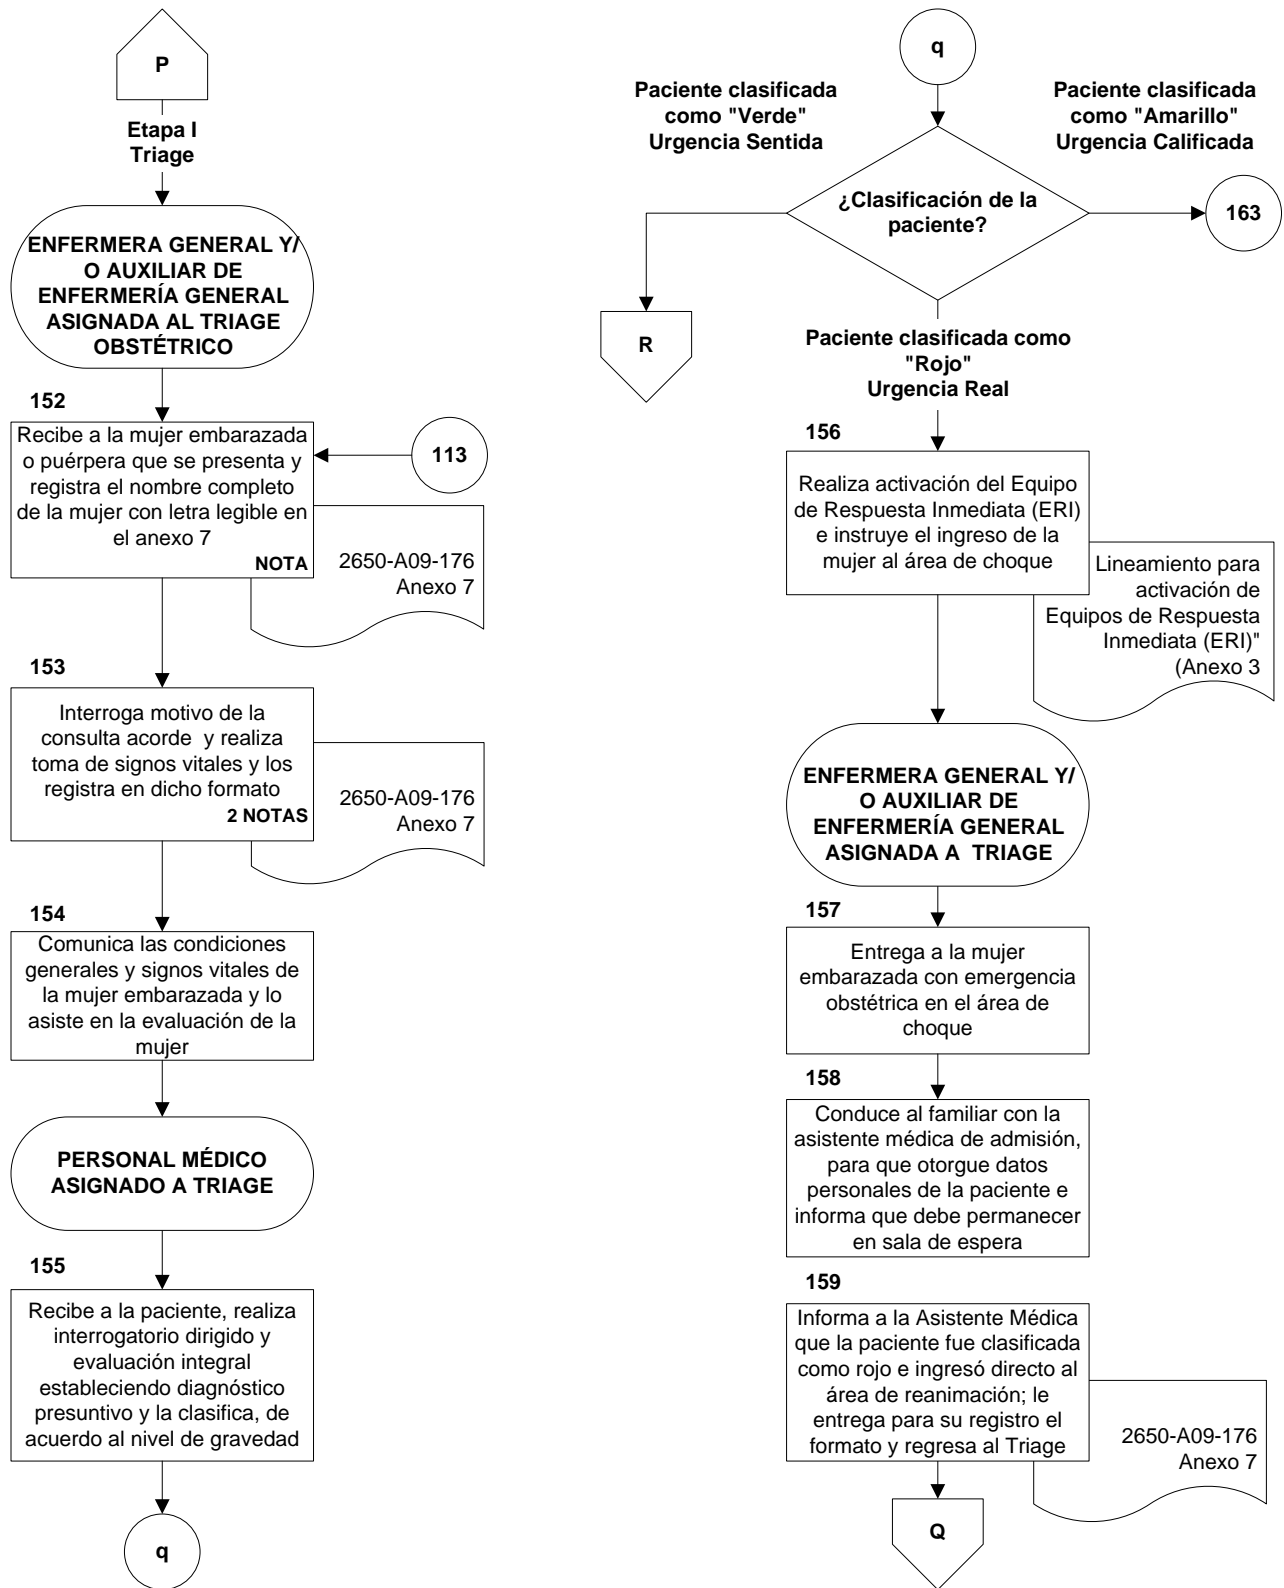 P
Etapa I
Triage
ENFERMERA GENERAL Y/
O AUXILIAR DE
ENFERMERÍA GENERAL
ASIGNADA AL TRIAGE
OBSTÉTRICO
152
Recibe a la mujer embarazada
o puérpera que se presenta y
registra el nombre completo
de la mujer con letra legible en
el anexo 7
NOTA
113
2650-A09-176
Anexo 7
153
Interroga motivo de la
consulta acorde  y realiza
toma de signos vitales y los
registra en dicho formato
2 NOTAS
2650-A09-176
Anexo 7
154
Comunica las condiciones
generales y signos vitales de
la mujer embarazada y lo
asiste en la evaluación de la
mujer
PERSONAL MÉDICO
ASIGNADO A TRIAGE
155
Recibe a la paciente, realiza
interrogatorio dirigido y
evaluación integral
estableciendo diagnóstico
presuntivo y la clasifica, de
acuerdo al nivel de gravedad
q
q
Paciente clasificada
como "Verde"
Urgencia Sentida
Paciente clasificada
como "Amarillo"
Urgencia Calificada
¿Clasificación de la
paciente?
163
R
Paciente clasificada como
"Rojo"
Urgencia Real
156
Realiza activación del Equipo
de Respuesta Inmediata (ERI)
e instruye el ingreso de la
mujer al área de choque
Lineamiento para
activación de
Equipos de Respuesta
Inmediata (ERI)"
(Anexo 3
ENFERMERA GENERAL Y/
O AUXILIAR DE
ENFERMERÍA GENERAL
ASIGNADA A  TRIAGE
157
Entrega a la mujer
embarazada con emergencia
obstétrica en el área de
choque
158
Conduce al familiar con la
asistente médica de admisión,
para que otorgue datos
personales de la paciente e
informa que debe permanecer
en sala de espera
159
Informa a la Asistente Médica
que la paciente fue clasificada
como rojo e ingresó directo al
área de reanimación; le
entrega para su registro el
formato y regresa al Triage
2650-A09-176
Anexo 7
Q